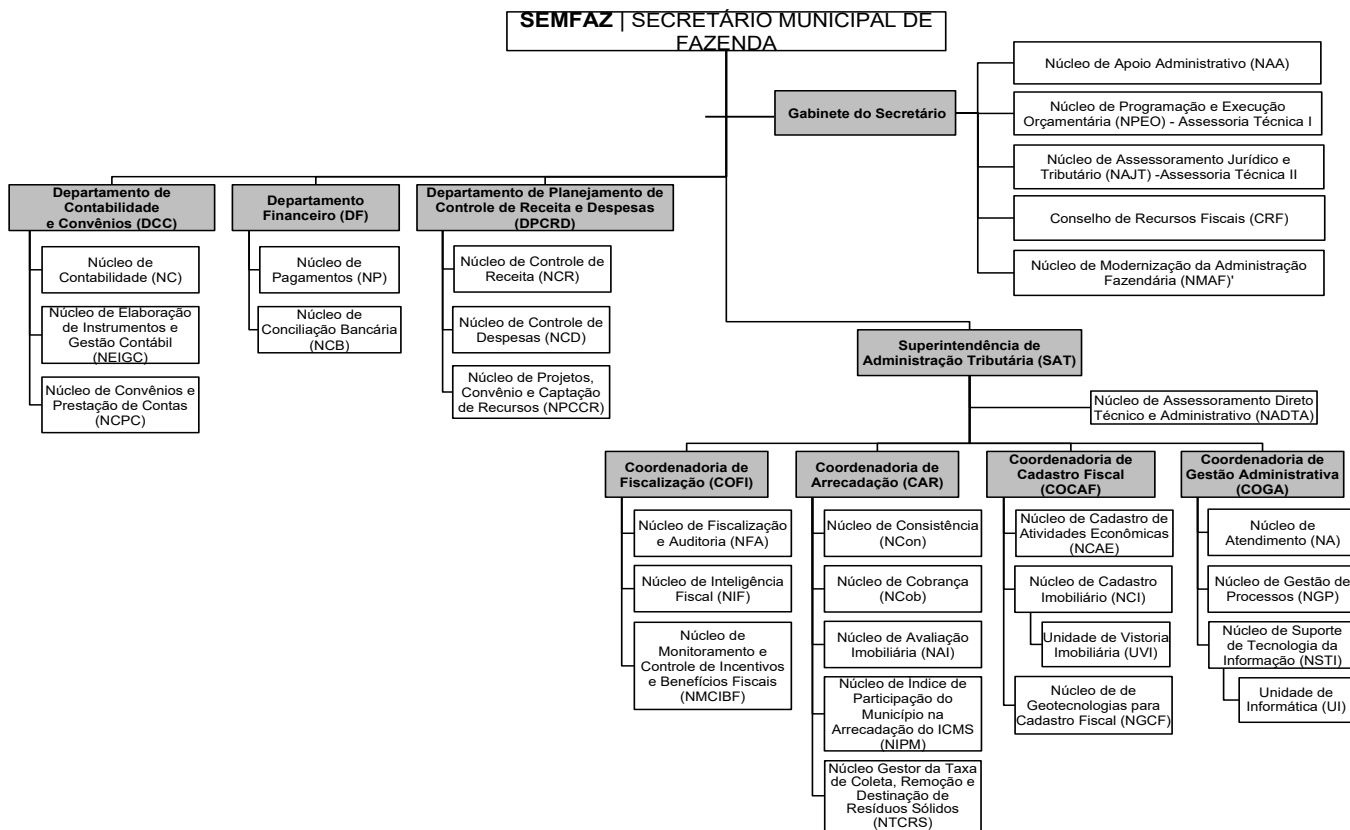 SEMFAZ | SECRETÁRIO MUNICIPAL DE
FAZENDA
Gabinete do Secretário
Núcleo de Apoio Administrativo (NAA)
Núcleo de Programação e Execução
Orçamentária (NPEO) - Assessoria Técnica I
Núcleo de Assessoramento Jurídico e
Tributário (NAJT) -Assessoria Técnica II
Conselho de Recursos Fiscais (CRF)
Núcleo de Modernização da Administração
Fazendária (NMAF)'
Departamento de
Contabilidade
e Convênios (DCC)
Núcleo de
Contabilidade (NC)
Núcleo de Elaboração
de Instrumentos e
Gestão Contábil
(NEIGC)
Núcleo de Convênios e
Prestação de Contas
(NCPC)
Departamento
Financeiro (DF)
Núcleo de
Pagamentos (NP)
Núcleo de
Conciliação Bancária
(NCB)
Departamento de Planejamento de
Controle de Receita e Despesas
(DPCRD)
Núcleo de Controle de
Receita (NCR)
Núcleo de Controle de
Despesas (NCD)
Núcleo de Projetos,
Convênio e Captação
de Recursos (NPCCR)
Superintendência de
Administração Tributária (SAT)
Núcleo de Assessoramento Direto
Técnico e Administrativo (NADTA)
Coordenadoria de
Fiscalização (COFI)
Núcleo de Fiscalização
e Auditoria (NFA)
Núcleo de Inteligência
Fiscal (NIF)
Núcleo de
Monitoramento e
Controle de Incentivos
e Benefícios Fiscais
(NMCIBF)
Coordenadoria de
Arrecadação (CAR)
Núcleo de Consistência
(NCon)
Núcleo de Cobrança
(NCob)
Núcleo de Avaliação
Imobiliária (NAI)
Núcleo de Índice de
Participação do
Município na
Arrecadação do ICMS
(NIPM)
Núcleo Gestor da Taxa
de Coleta, Remoção e
Destinação de
Resíduos Sólidos
(NTCRS)
Coordenadoria de
Cadastro Fiscal
(COCAF)
Núcleo de Cadastro de
Atividades Econômicas
(NCAE)
Núcleo de Cadastro
Imobiliário (NCI)
Unidade de Vistoria
Imobiliária (UVI)
Núcleo de de
Geotecnologias para
Cadastro Fiscal (NGCF)
Coordenadoria de
Gestão Administrativa
(COGA)
Núcleo de
Atendimento (NA)
Núcleo de Gestão de
Processos (NGP)
Núcleo de Suporte
de Tecnologia da
Informação (NSTI)
Unidade de
Informática (UI)